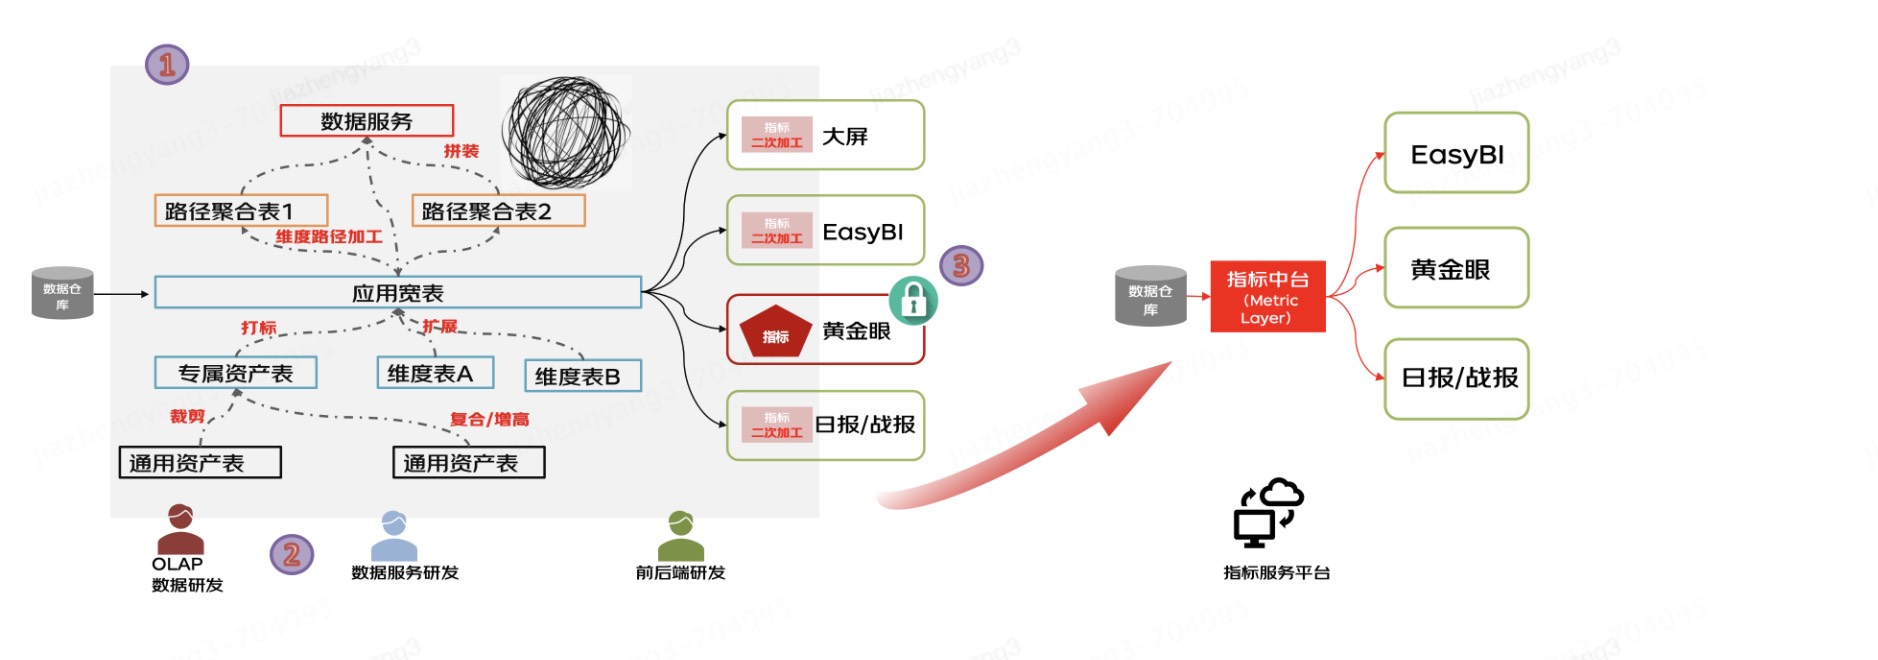 ①
数据服务
拼装
路径聚合表1
路径聚合表2
维度路径加工
数据仓
库
应用宽表
打标
扩展
专属资产表
维度表A
维度表B
裁剪
复合/增高
通用资产表
通用资产表
OLAP
数据研发
②
数据服务研发
前后端研发
指标
二次加工
大屏
指标
二次加工
EasyBI
③
指标
黄金眼
指标
二次加工
日报/战报
数据仓
库
指标中台
(Metric
Layer)
EasyBI
黄金眼
日报/战报
指标服务平台
jiazhengyang3
jiazhengyang3
jiazhengyang3
jiazhengyang3-704095